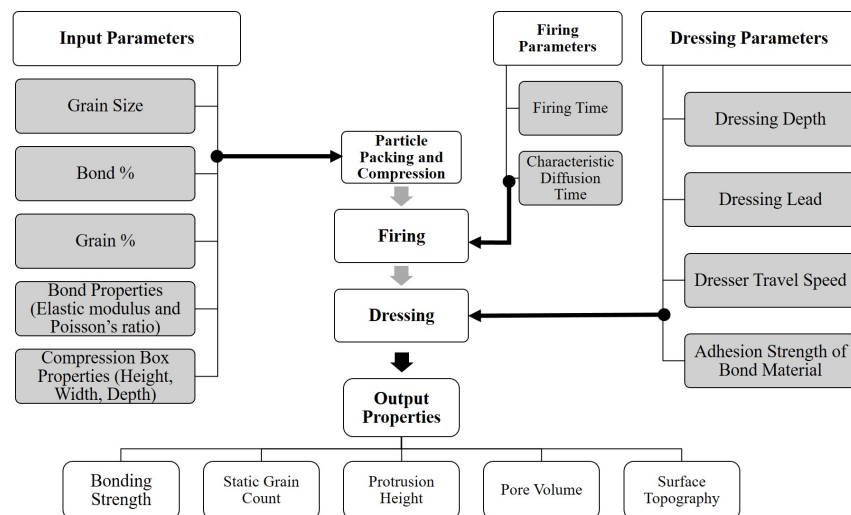 Input Parameters
Grain Size
Bond %
Grain %
Bond Properties
(Elastic modulus and
Poisson's ratio)
Compression Box
Properties (Height,
Width, Depth)
Particle
Packing and
Compression
Firing
Dressing
Output
Properties
Firing
Parameters
Firing Time
Characteristic
Diffusion
Time
Dressing Parameters
Dressing Depth
Dressing Lead
Dresser Travel Speed
Adhesion Strength of
Bond Material
Bonding
Strength
Static Grain
Count
Protrusion
Height
Pore Volume
Surface
Topography